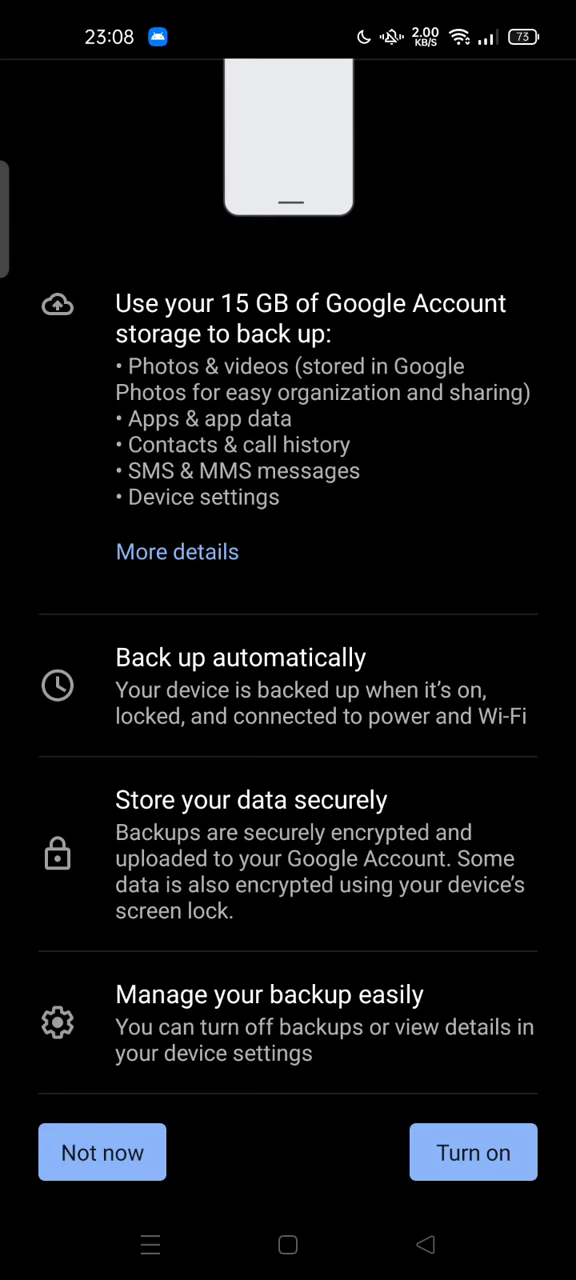 23:08
2.00
KB/S
73
Use your 15 GB of Google Account
storage to back up:
• Photos & videos (stored in Google
Photos for easy organization and sharing)
• Apps & app data
• Contacts & call history
• SMS & MMS messages
• Device settings
More details
Back up automatically
Your device is backed up when it’s on,
locked, and connected to power and Wi-Fi
Store your data securely
Backups are securely encrypted and
uploaded to your Google Account. Some
data is also encrypted using your device’s
screen lock.
Manage your backup easily
You can turn off backups or view details in
your device settings
Not now
Turn on